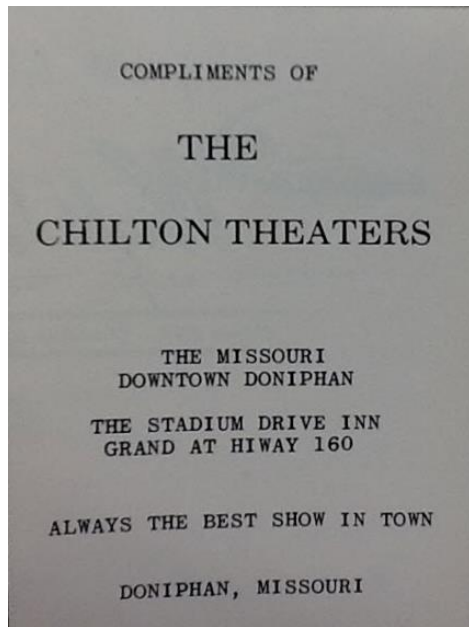 COMPLIMENTS OF
THE
CHILTON THEATERS
THE MISSOURI
DOWNTOWN DONIPHAN
THE STADIUM DRIVE INN
GRAND AT HIWAY 160
ALWAYS THE BEST SHOW IN TOWN
DONIPHAN, MISSOURI